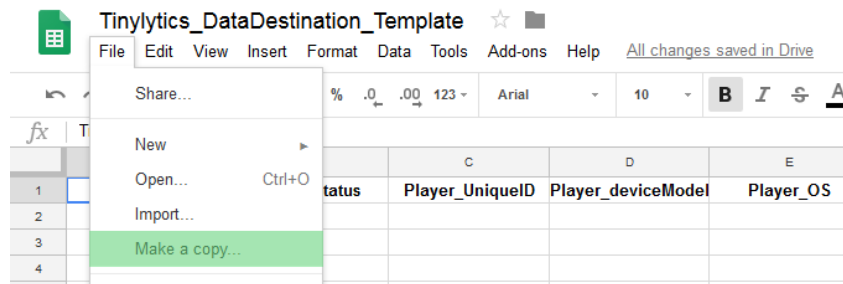 Tinylytics_DataDestination_Template
File Edit View Insert Format Data Tools Add-ons Help All changes saved in Drive
Share... % .0 .00 123 Arial 10 B I S A
fx
New
C D E
Open... Ctrl+O
1 tatus Player_UniqueID Player_deviceModel Player_OS
Import...
2
3
Make a copy...
4